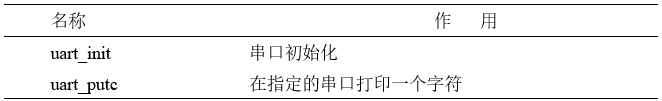 名称 作 用
uart_init 串口初始化
uart_putc 在指定的串口打印一个字符